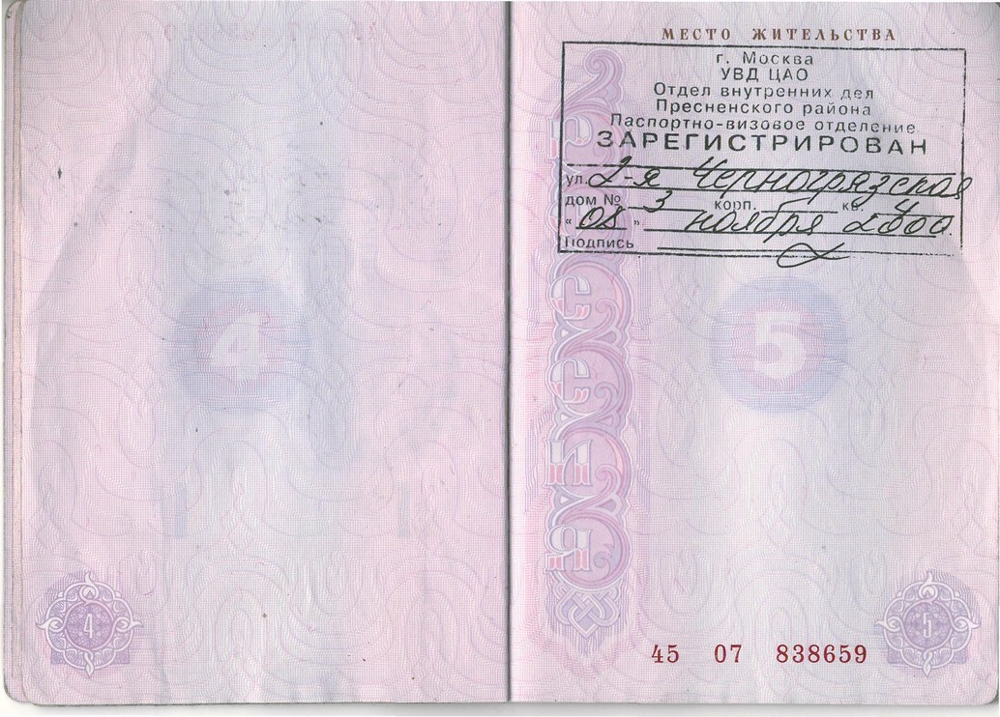 МЕСТО ЖИТЕЛЬСТВА
г. Москва
УВД ЦАО
Отдел внутренних дел
Пресненского района
Паспортно-визовое отделение
ЗАРЕГИСТРИРОВАН
ул. 2-я Черногрязская
дом № 3 корп. — кв. 4
"08" ноября 2000.
Подпись
4
5
4
5
45 07 838659